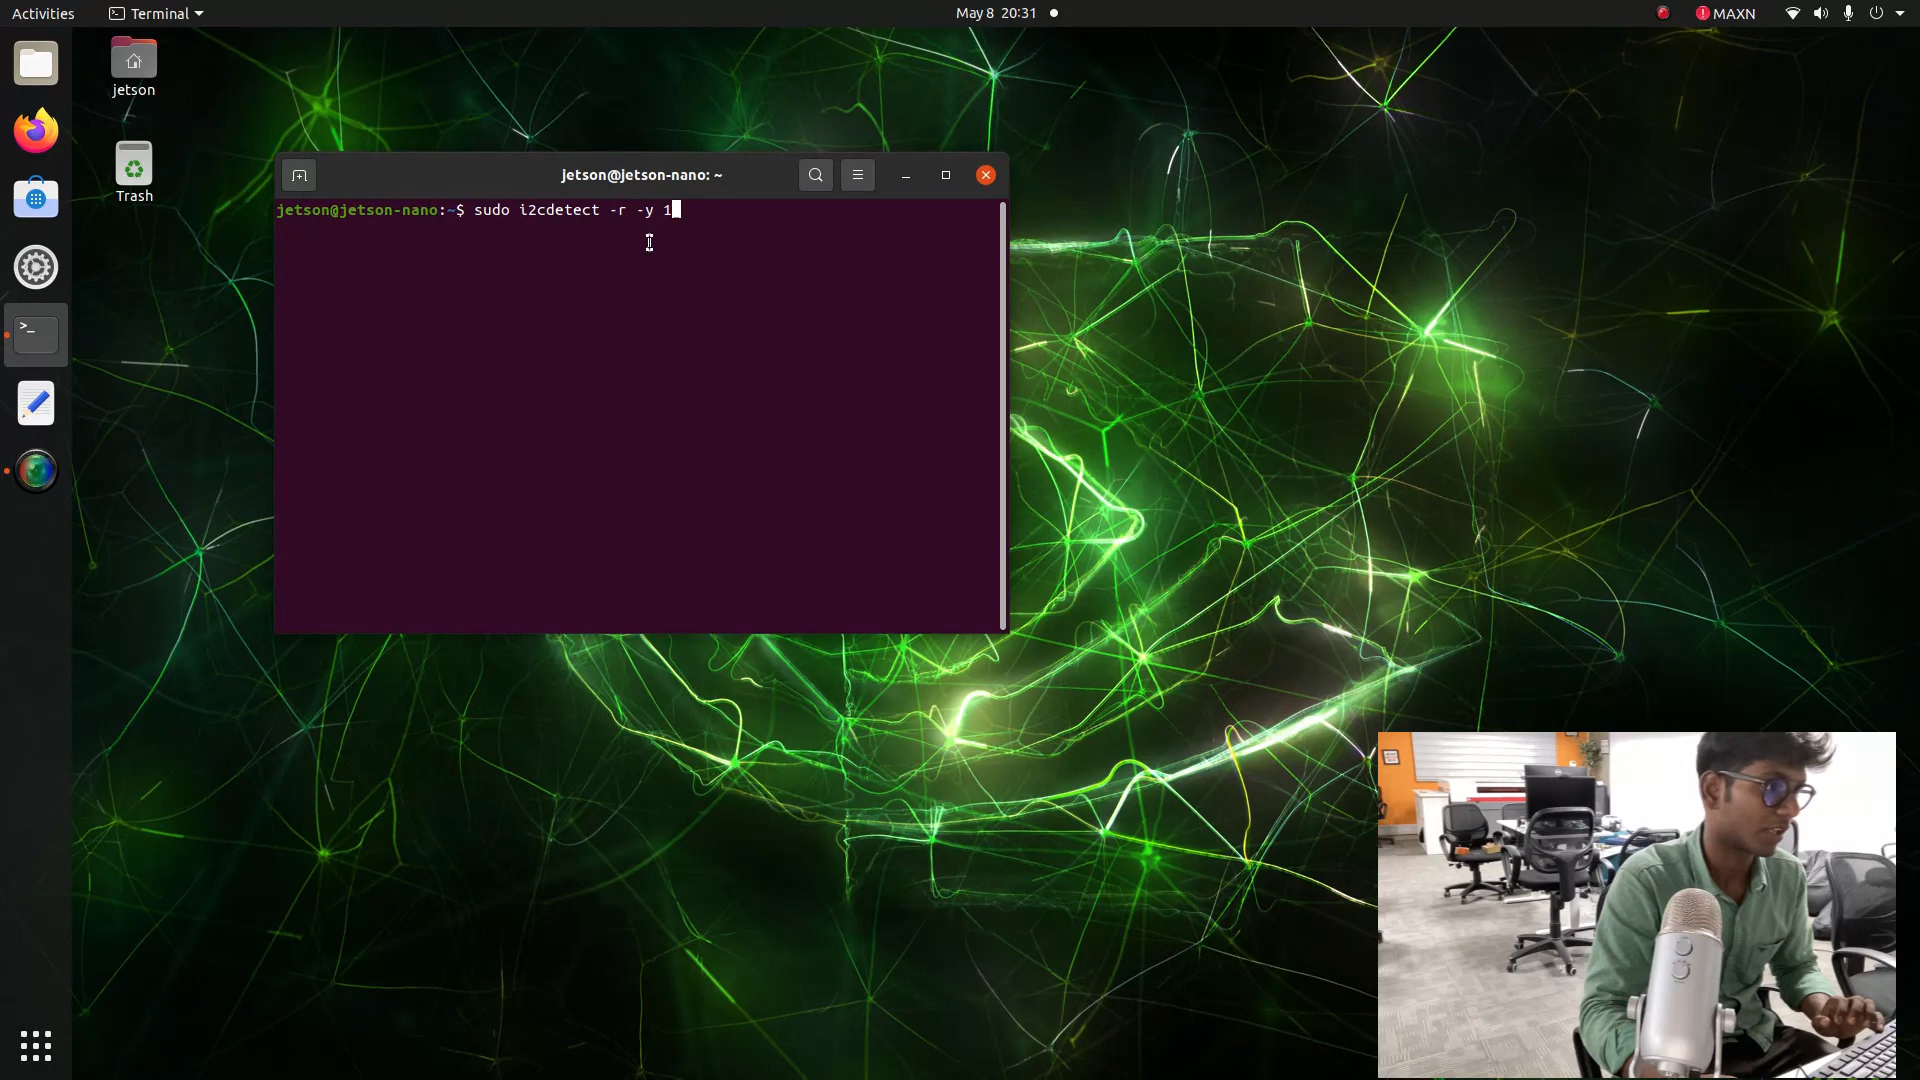 Activities
Terminal
May 8 20:31
MAXN
jetson
Trash
jetson@jetson-nano: ~
jetson@jetson-nano:~$ sudo i2cdetect -r -y 1